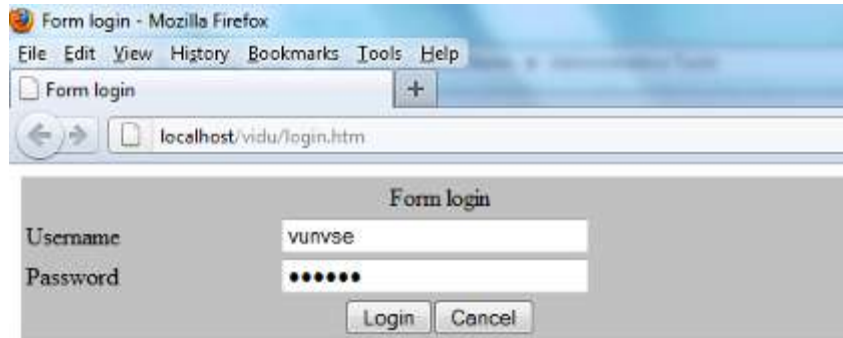 Form login - Mozilla Firefox
File Edit View History Bookmarks Tools Help
Form login
localhost/vidu/login.htm
Form login
Username vunvse
Password ●●●●●●
Login Cancel